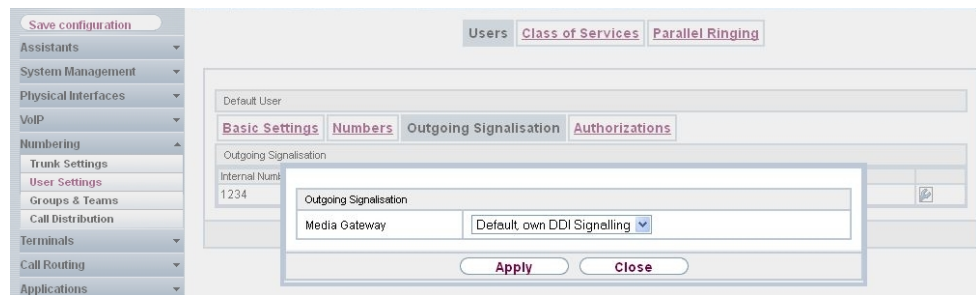 Save configuration
Assistants
System Management
Physical Interfaces
VoIP
Numbering
Trunk Settings
User Settings
Groups & Teams
Call Distribution
Terminals
Call Routing
Applications
Users Class of Services Parallel Ringing
Default User
Basic Settings Numbers Outgoing Signalisation Authorizations
Outgoing Signalisation
Internal
1234
Outgoing Signalisation
Media Gateway Default, own DDI Signalling
Apply Close